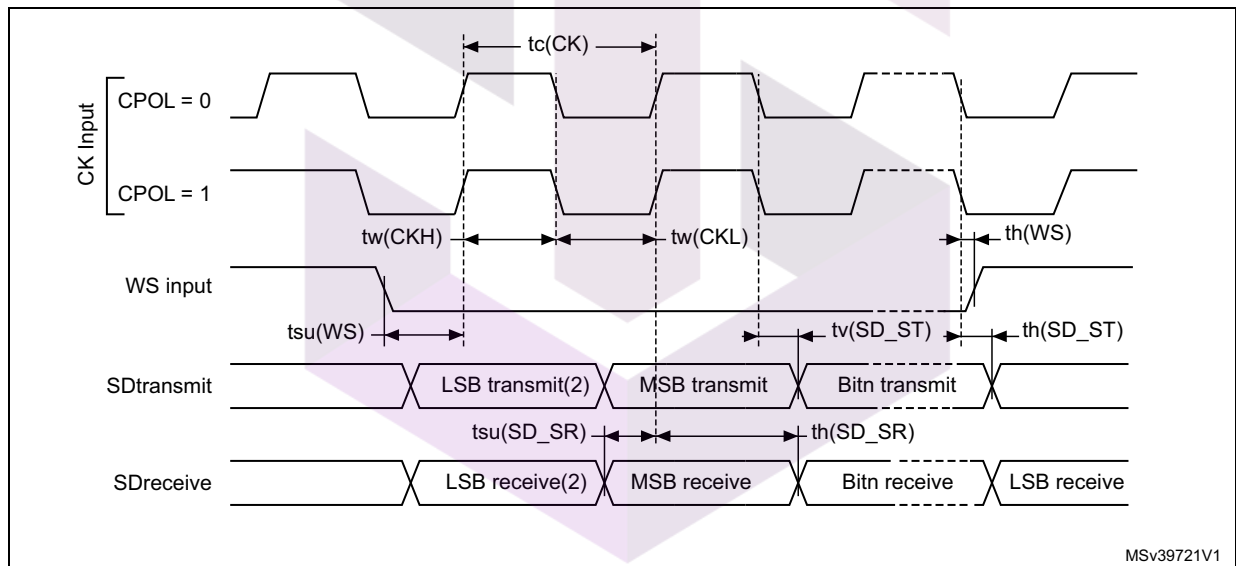 tc(CK)
CK Input
CPOL = 0
CPOL = 1
tw(CKH)
tw(CKL)
th(WS)
WS input
tsu(WS)
tv(SD_ST)
th(SD_ST)
SDtransmit
LSB transmit(2)
MSB transmit
Bitn transmit
tsu(SD_SR)
th(SD_SR)
SDreceive
LSB receive(2)
MSB receive
Bitn receive
LSB receive
MSv39721V1